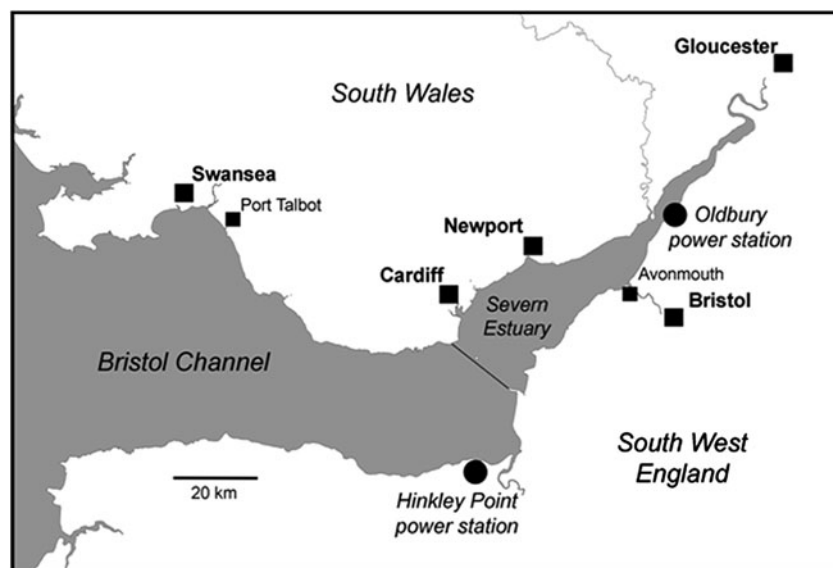 Gloucester
South Wales
Swansea
Port Talbot
Newport
Oldbury
power station
Cardiff
Avonmouth
Severn
Estuary
Bristol
Bristol Channel
South West
England
20 km
Hinkley Point
power station